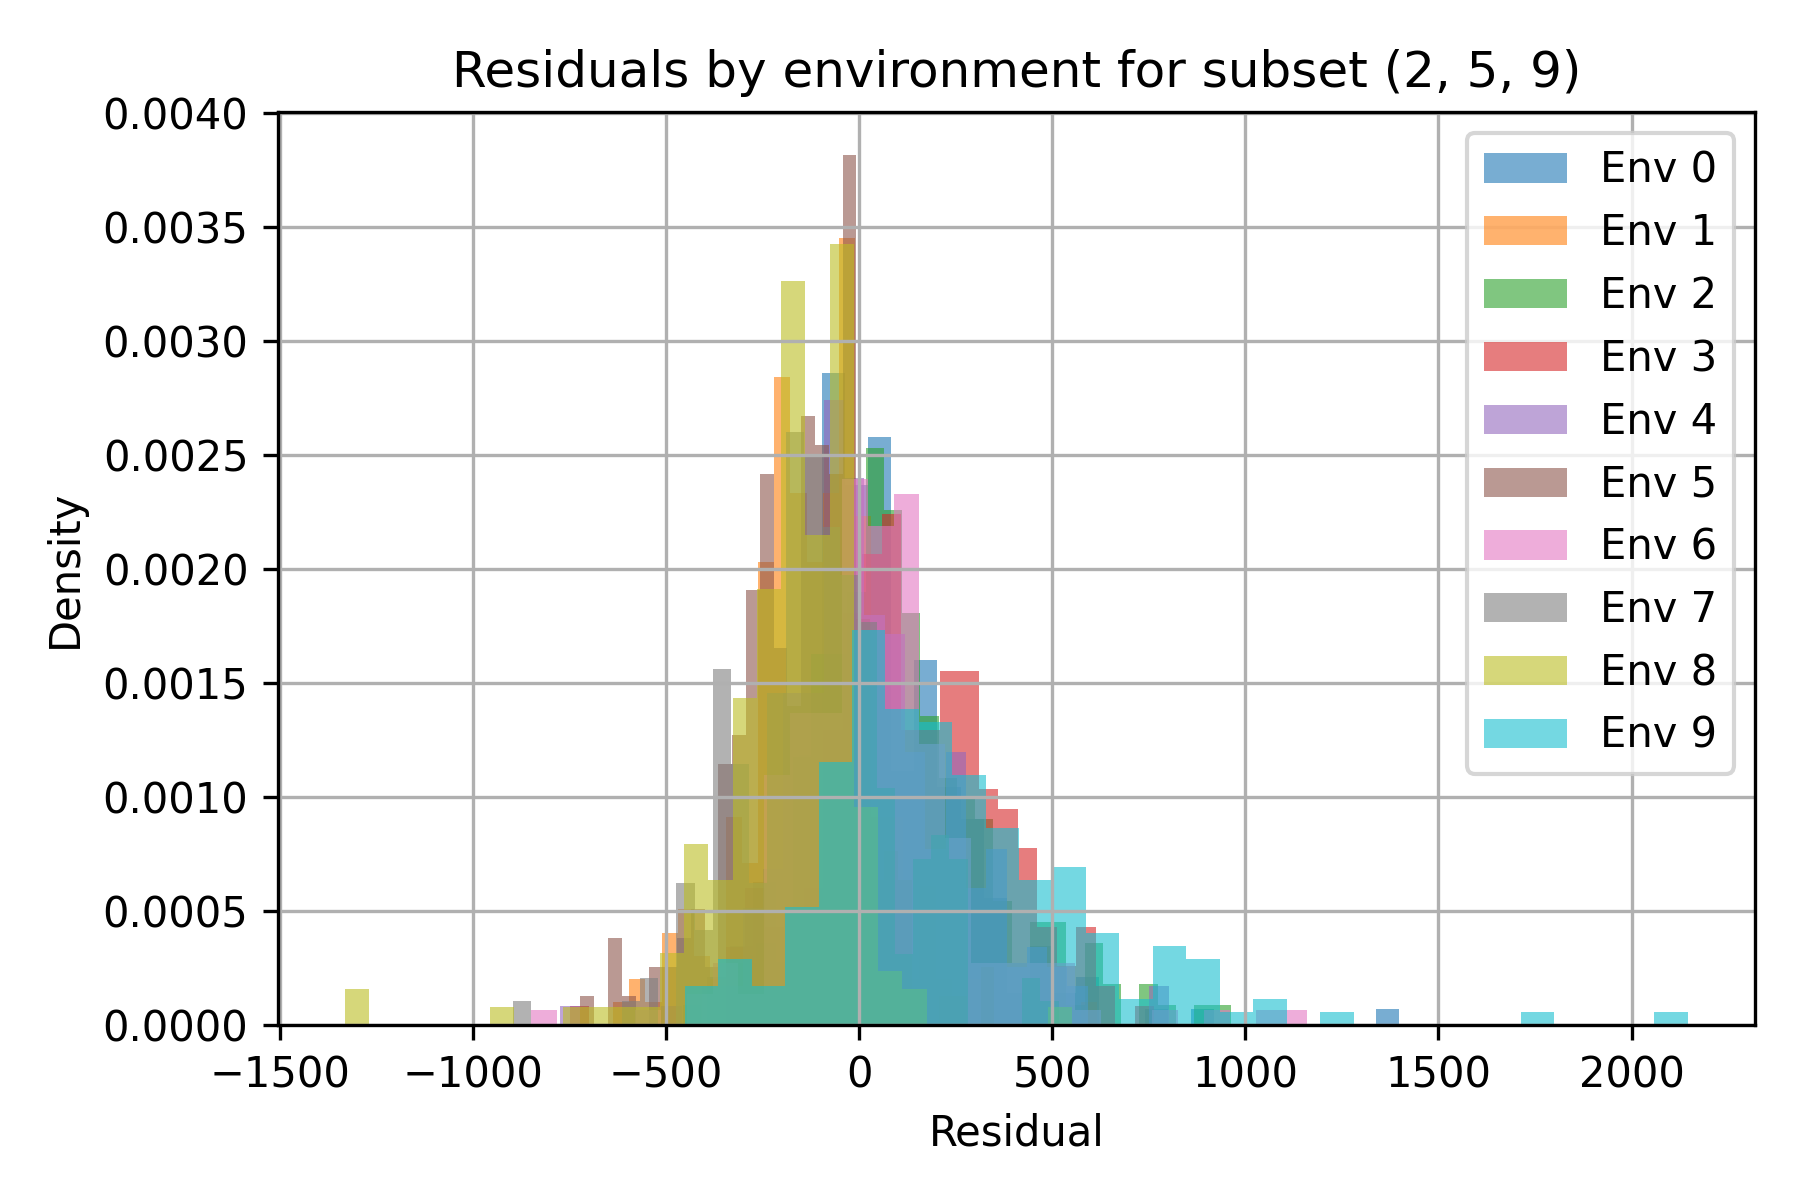 Residuals by environment for subset (2, 5, 9)
0.0040
0.0035
0.0030
0.0025
0.0020
0.0015
0.0010
0.0005
0.0000
Density
−1500
−1000
−500
0
500
1000
1500
2000
Residual
Env 0
Env 1
Env 2
Env 3
Env 4
Env 5
Env 6
Env 7
Env 8
Env 9